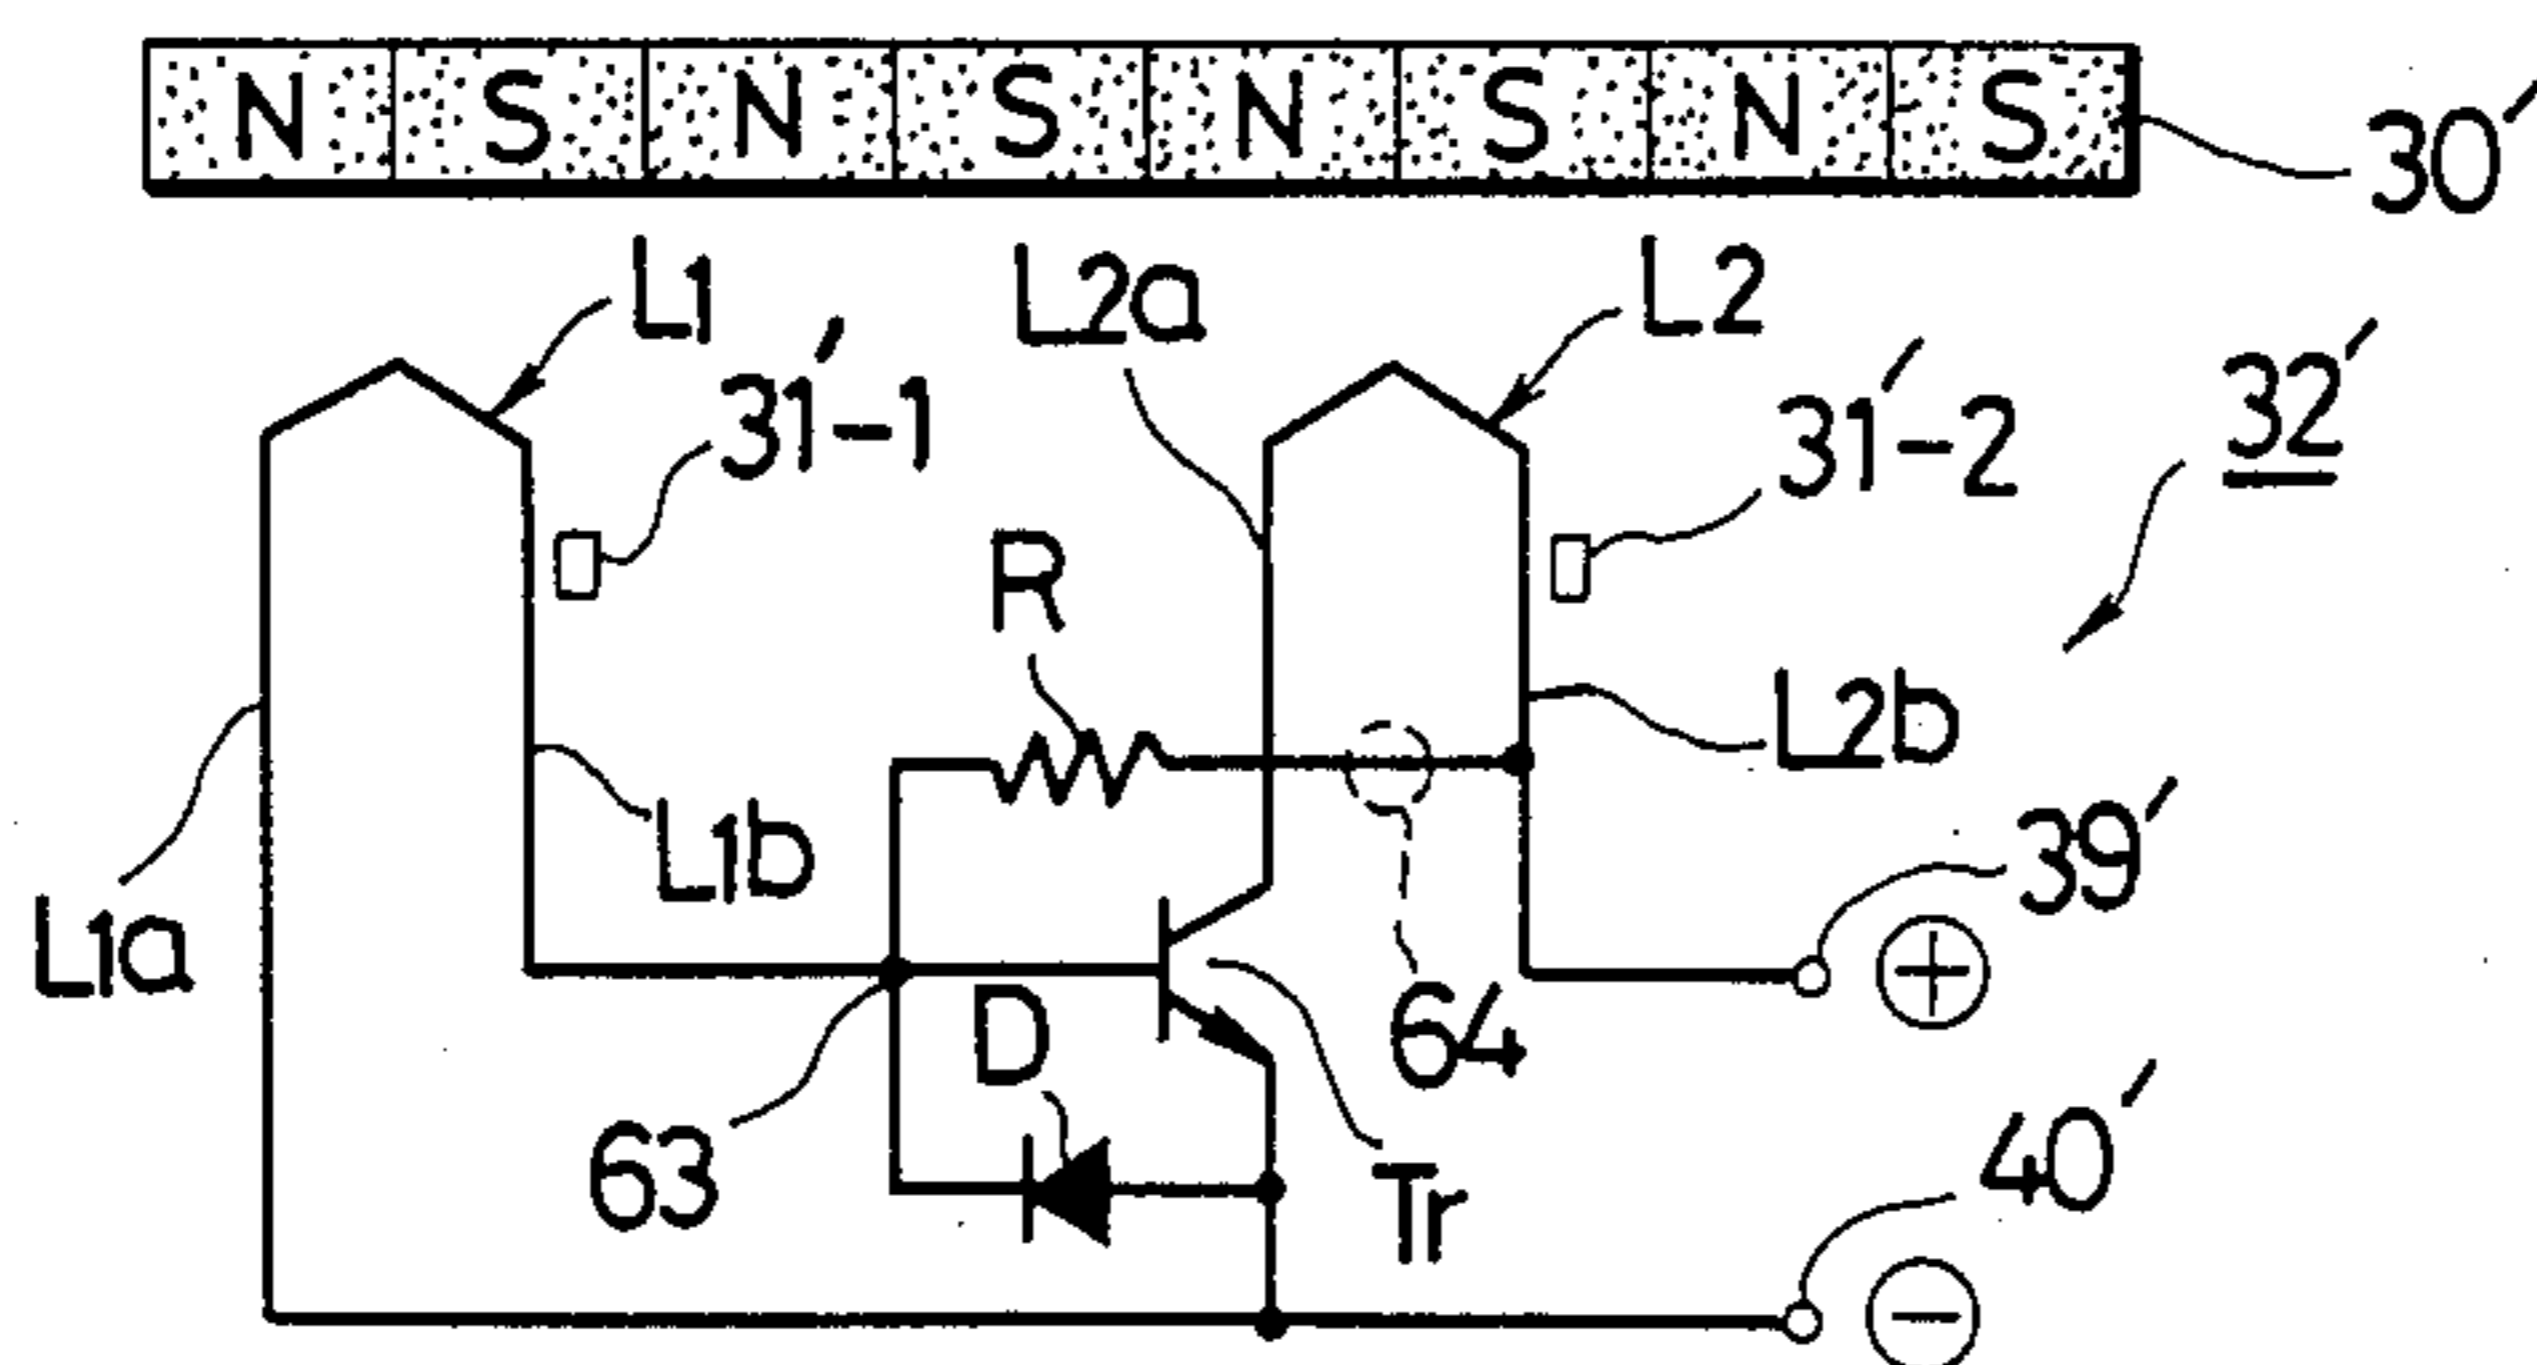 N S N S N S N S
30'
L1
L2a
L2
31'-1
31'-2
32'
R
L2b
L1b
39'
L1a
+
64
D
63
Tr
40'
−